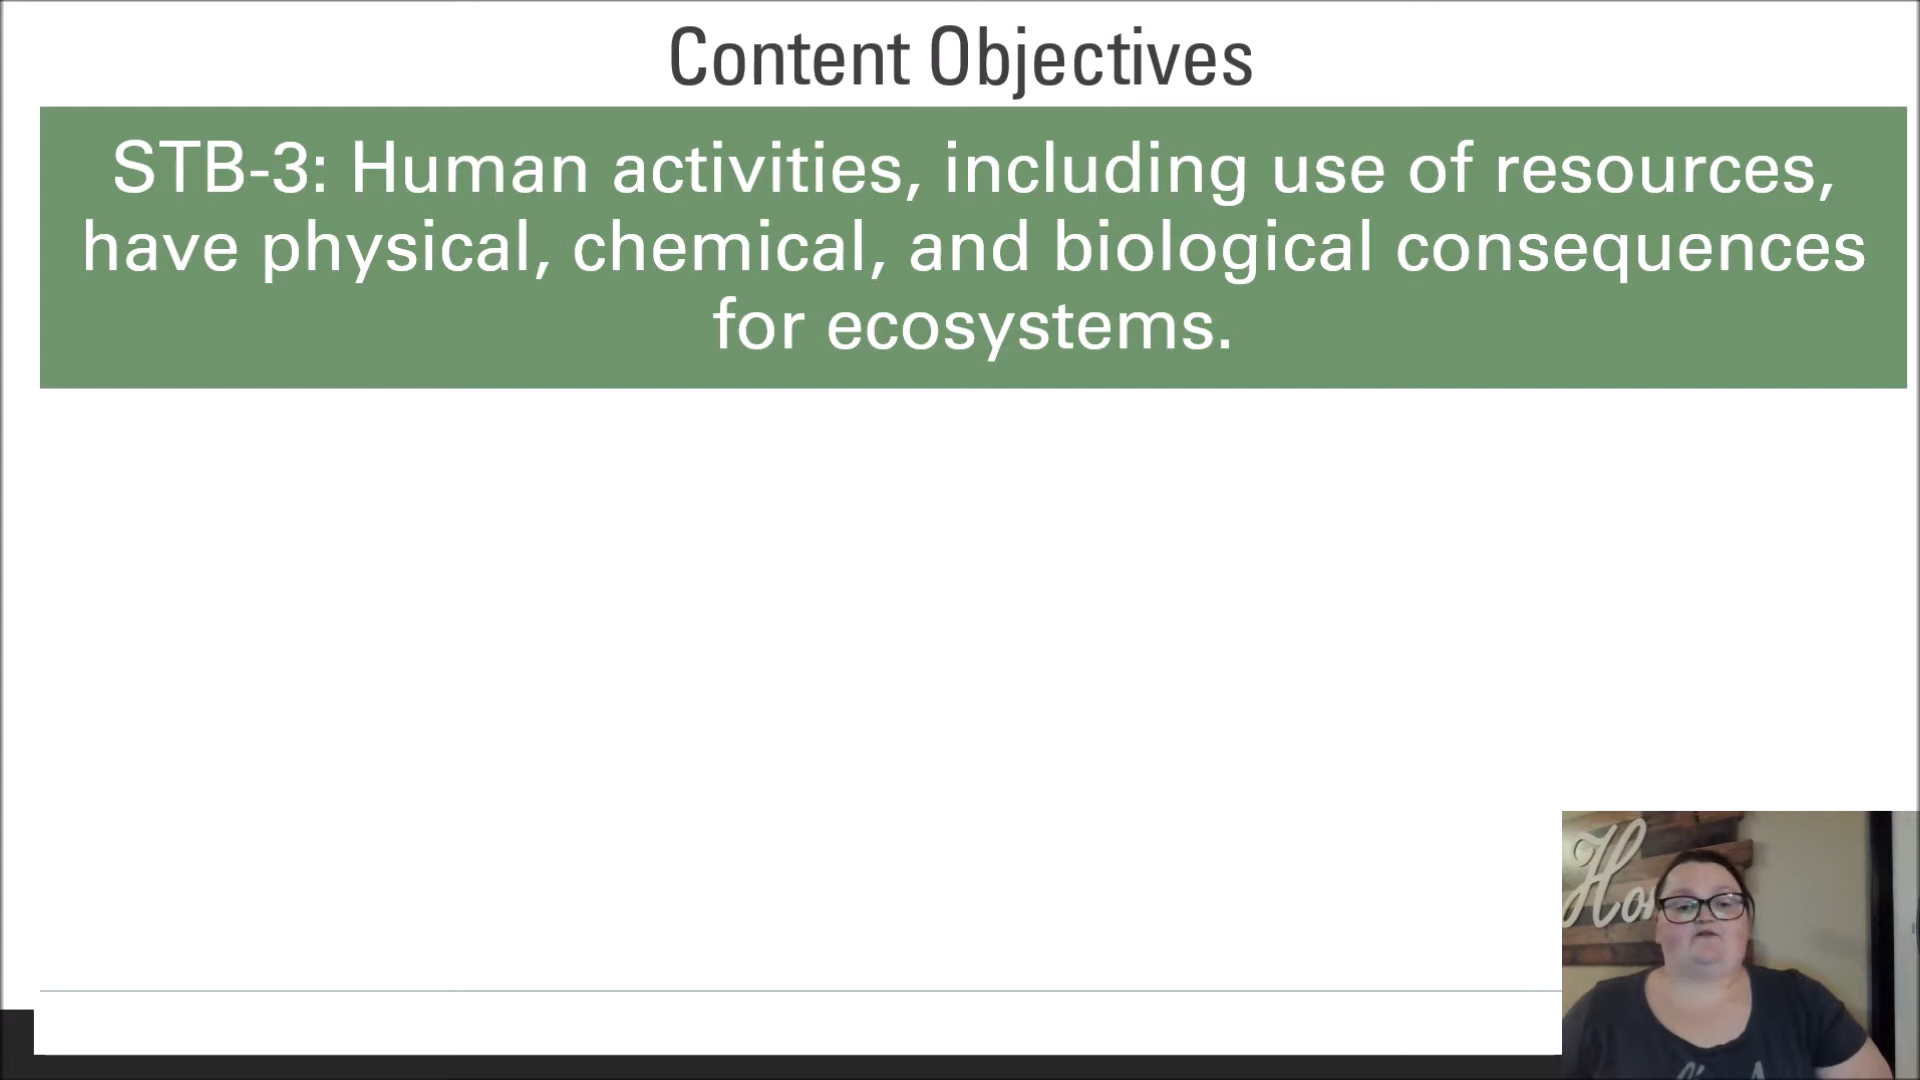 Content Objectives
STB-3: Human activities, including use of resources,
have physical, chemical, and biological consequences
for ecosystems.